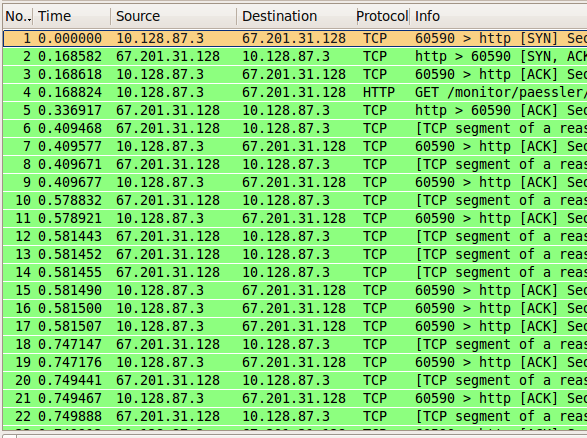 No.. Time Source Destination Protocol Info
1 0.000000 10.128.87.3 67.201.31.128 TCP 60590 > http [SYN] Sec
2 0.168582 67.201.31.128 10.128.87.3 TCP http > 60590 [SYN, ACK
3 0.168618 10.128.87.3 67.201.31.128 TCP 60590 > http [ACK] Sec
4 0.168824 10.128.87.3 67.201.31.128 HTTP GET /monitor/paessler/
5 0.336917 67.201.31.128 10.128.87.3 TCP http > 60590 [ACK] Sec
6 0.409468 67.201.31.128 10.128.87.3 TCP [TCP segment of a reas
7 0.409577 10.128.87.3 67.201.31.128 TCP 60590 > http [ACK] Sec
8 0.409671 67.201.31.128 10.128.87.3 TCP [TCP segment of a reas
9 0.409677 10.128.87.3 67.201.31.128 TCP 60590 > http [ACK] Sec
10 0.578832 67.201.31.128 10.128.87.3 TCP [TCP segment of a reas
11 0.578921 10.128.87.3 67.201.31.128 TCP 60590 > http [ACK] Sec
12 0.581443 67.201.31.128 10.128.87.3 TCP [TCP segment of a reas
13 0.581452 67.201.31.128 10.128.87.3 TCP [TCP segment of a reas
14 0.581455 67.201.31.128 10.128.87.3 TCP [TCP segment of a reas
15 0.581490 10.128.87.3 67.201.31.128 TCP 60590 > http [ACK] Sec
16 0.581500 10.128.87.3 67.201.31.128 TCP 60590 > http [ACK] Sec
17 0.581507 10.128.87.3 67.201.31.128 TCP 60590 > http [ACK] Sec
18 0.747147 67.201.31.128 10.128.87.3 TCP [TCP segment of a reas
19 0.747176 10.128.87.3 67.201.31.128 TCP 60590 > http [ACK] Sec
20 0.749441 67.201.31.128 10.128.87.3 TCP [TCP segment of a reas
21 0.749467 10.128.87.3 67.201.31.128 TCP 60590 > http [ACK] Sec
22 0.749888 67.201.31.128 10.128.87.3 TCP [TCP segment of a reas